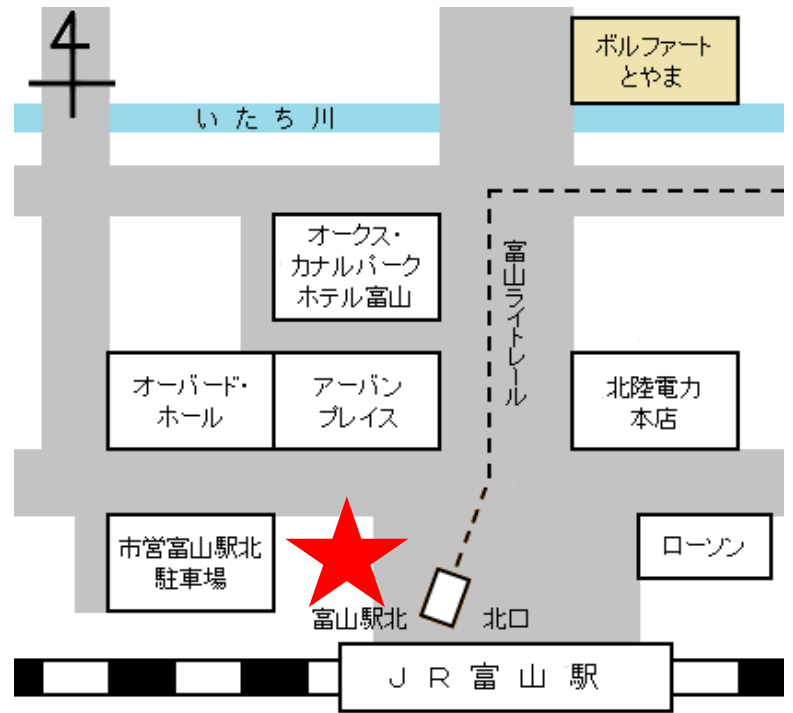 ボルファート
とやま
いたち川
オークス・
カナルパーク
ホテル富山
富山ライトレール
オーバード・
ホール
アーバン
プレイス
北陸電力
本店
市営富山駅北
駐車場
ローソン
富山駅北
北口
JR富山駅